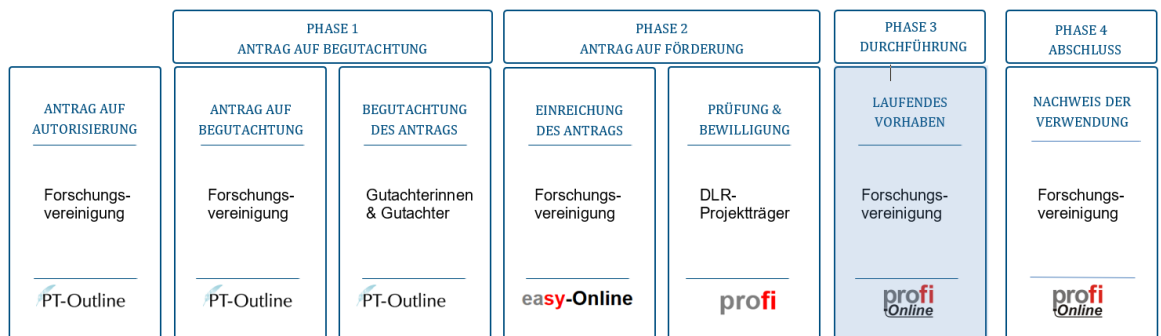 PHASE 1
ANTRAG AUF BEGUTACHTUNG
PHASE 2
ANTRAG AUF FÖRDERUNG
PHASE 3
DURCHFÜHRUNG
PHASE 4
ABSCHLUSS
ANTRAG AUF
AUTORISIERUNG
Forschungs-
vereinigung
PT-Outline
ANTRAG AUF
BEGUTACHTUNG
Forschungs-
vereinigung
PT-Outline
BEGUTACHTUNG
DES ANTRAGS
Gutachterinnen
& Gutachter
PT-Outline
EINREICHUNG
DES ANTRAGS
Forschungs-
vereinigung
easy-Online
PRÜFUNG &
BEWILLIGUNG
DLR-
Projektträger
profi
LAUFENDES
VORHABEN
Forschungs-
vereinigung
profi
-Online
NACHWEIS DER
VERWENDUNG
Forschungs-
vereinigung
profi
-Online